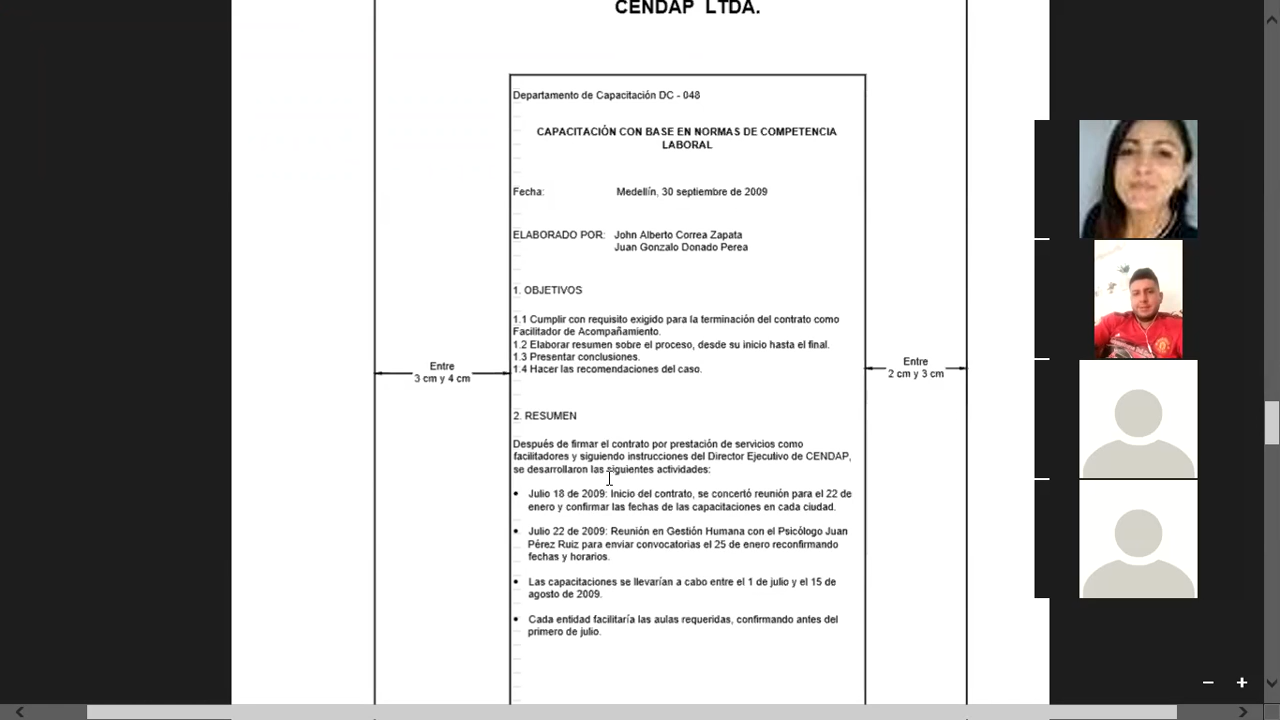 CENDAP LTDA.
Departamento de Capacitación DC - 048
CAPACITACIÓN CON BASE EN NORMAS DE COMPETENCIA
LABORAL
Fecha: Medellín, 30 septiembre de 2009
ELABORADO POR: John Alberto Correa Zapata
Juan Gonzalo Donado Perea
1. OBJETIVOS
1.1 Cumplir con requisito exigido para la terminación del contrato como
Facilitador de Acompañamiento.
1.2 Elaborar resumen sobre el proceso, desde su inicio hasta el final.
1.3 Presentar conclusiones.
1.4 Hacer las recomendaciones del caso.
Entre
3 cm y 4 cm
Entre
2 cm y 3 cm
2. RESUMEN
Después de firmar el contrato por prestación de servicios como
facilitadores y siguiendo instrucciones del Director Ejecutivo de CENDAP,
se desarrollaron las siguientes actividades:
• Julio 18 de 2009: Inicio del contrato, se concertó reunión para el 22 de
enero y confirmar las fechas de las capacitaciones en cada ciudad.
• Julio 22 de 2009: Reunión en Gestión Humana con el Psicólogo Juan
Pérez Ruiz para enviar convocatorias el 25 de enero reconfirmando
fechas y horarios.
• Las capacitaciones se llevarían a cabo entre el 1 de julio y el 15 de
agosto de 2009.
• Cada entidad facilitaría las aulas requeridas, confirmando antes del
primero de julio.